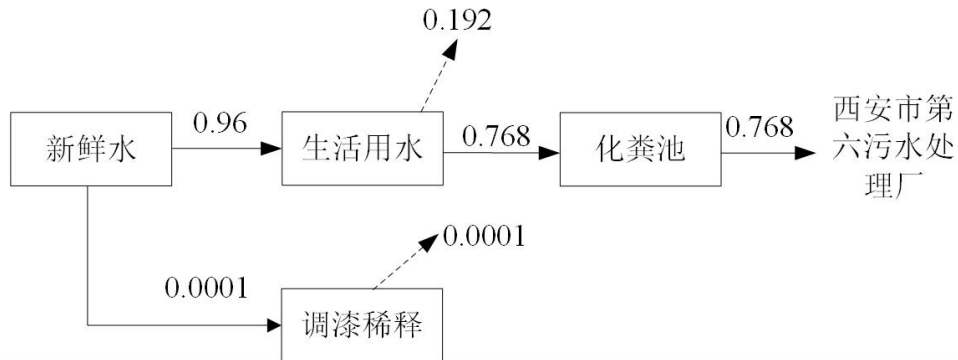 0.192
新鲜水
0.96
生活用水
0.768
化粪池
0.768
西安市第
六污水处
理厂
0.0001
0.0001
调漆稀释